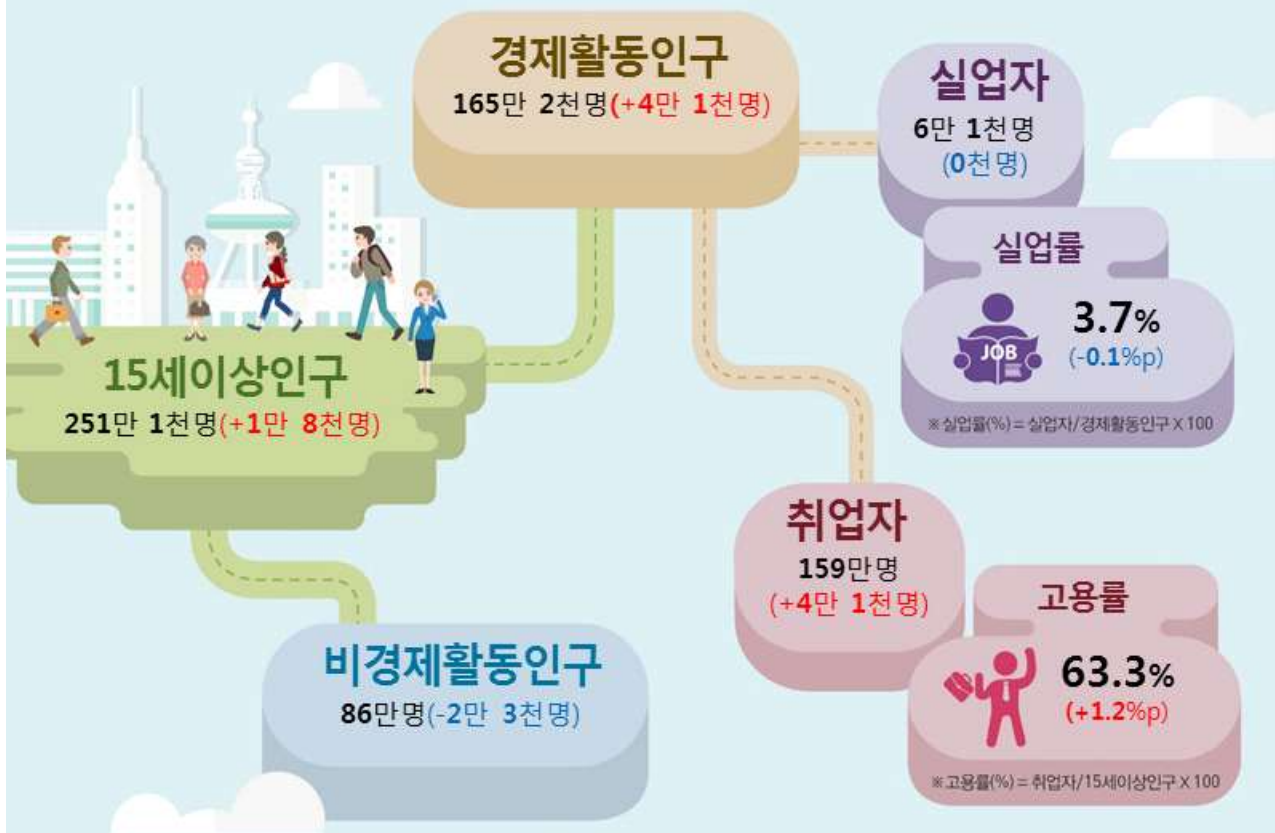 경제활동인구
165만 2천명(+4만 1천명)
실업자
6만 1천명
(0천명)
실업률
JOB
3.7%
(-0.1%p)
※실업률(%) = 실업자/경제활동인구 X 100
15세이상인구
251만 1천명(+1만 8천명)
취업자
159만명
(+4만 1천명)
고용률
63.3%
(+1.2%p)
※고용률(%) = 취업자/15세이상인구 X 100
비경제활동인구
86만명(-2만 3천명)